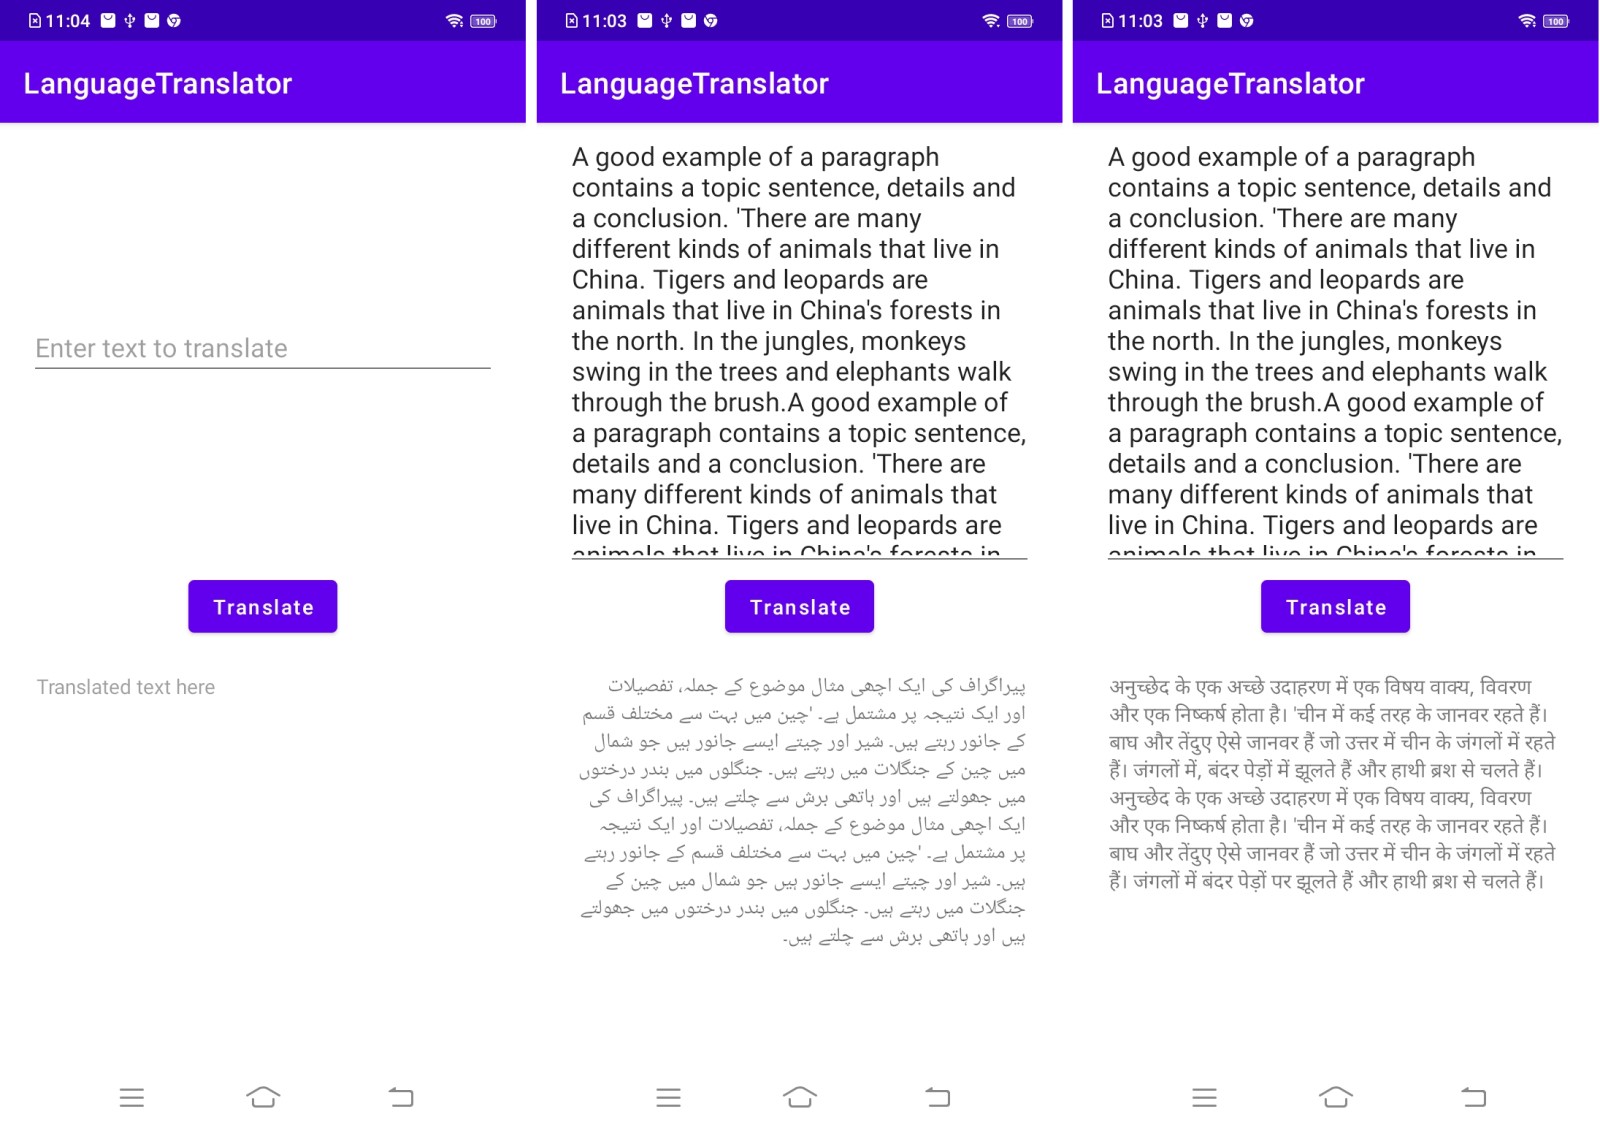 11:04
100
LanguageTranslator
Enter text to translate
Translate
Translated text here
11:03
100
LanguageTranslator
A good example of a paragraph
contains a topic sentence, details and
a conclusion. 'There are many
different kinds of animals that live in
China. Tigers and leopards are
animals that live in China's forests in
the north. In the jungles, monkeys
swing in the trees and elephants walk
through the brush.A good example of
a paragraph contains a topic sentence,
details and a conclusion. 'There are
many different kinds of animals that
live in China. Tigers and leopards are
animals that live in China's forests in
Translate
پیراگراف کی ایک اچھی مثال موضوع کے جملہ، تفصیلات
اور ایک نتیجہ پر مشتمل ہے۔ 'چین میں بہت سے مختلف قسم
کے جانور رہتے ہیں۔ شیر اور چیتے ایسے جانور ہیں جو شمال
میں چین کے جنگلات میں رہتے ہیں۔ جنگلوں میں بندر درختوں
میں جھولتے ہیں اور ہاتھی برش سے چلتے ہیں۔ پیراگراف کی
ایک اچھی مثال موضوع کے جملہ، تفصیلات اور ایک نتیجہ
پر مشتمل ہے۔ 'چین میں بہت سے مختلف قسم کے جانور رہتے
ہیں۔ شیر اور چیتے ایسے جانور ہیں جو شمال میں چین کے
جنگلات میں رہتے ہیں۔ جنگلوں میں بندر درختوں میں جھولتے
ہیں اور ہاتھی برش سے چلتے ہیں۔
11:03
100
LanguageTranslator
A good example of a paragraph
contains a topic sentence, details and
a conclusion. 'There are many
different kinds of animals that live in
China. Tigers and leopards are
animals that live in China's forests in
the north. In the jungles, monkeys
swing in the trees and elephants walk
through the brush.A good example of
a paragraph contains a topic sentence,
details and a conclusion. 'There are
many different kinds of animals that
live in China. Tigers and leopards are
animals that live in China's forests in
Translate
अनुच्छेद के एक अच्छे उदाहरण में एक विषय वाक्य, विवरण
और एक निष्कर्ष होता है। 'चीन में कई तरह के जानवर रहते हैं।
बाघ और तेंदुए ऐसे जानवर हैं जो उत्तर में चीन के जंगलों में रहते
हैं। जंगलों में, बंदर पेड़ों में झूलते हैं और हाथी ब्रश से चलते हैं।
अनुच्छेद के एक अच्छे उदाहरण में एक विषय वाक्य, विवरण
और एक निष्कर्ष होता है। 'चीन में कई तरह के जानवर रहते हैं।
बाघ और तेंदुए ऐसे जानवर हैं जो उत्तर में चीन के जंगलों में रहते
हैं। जंगलों में बंदर पेड़ों पर झूलते हैं और हाथी ब्रश से चलते हैं।